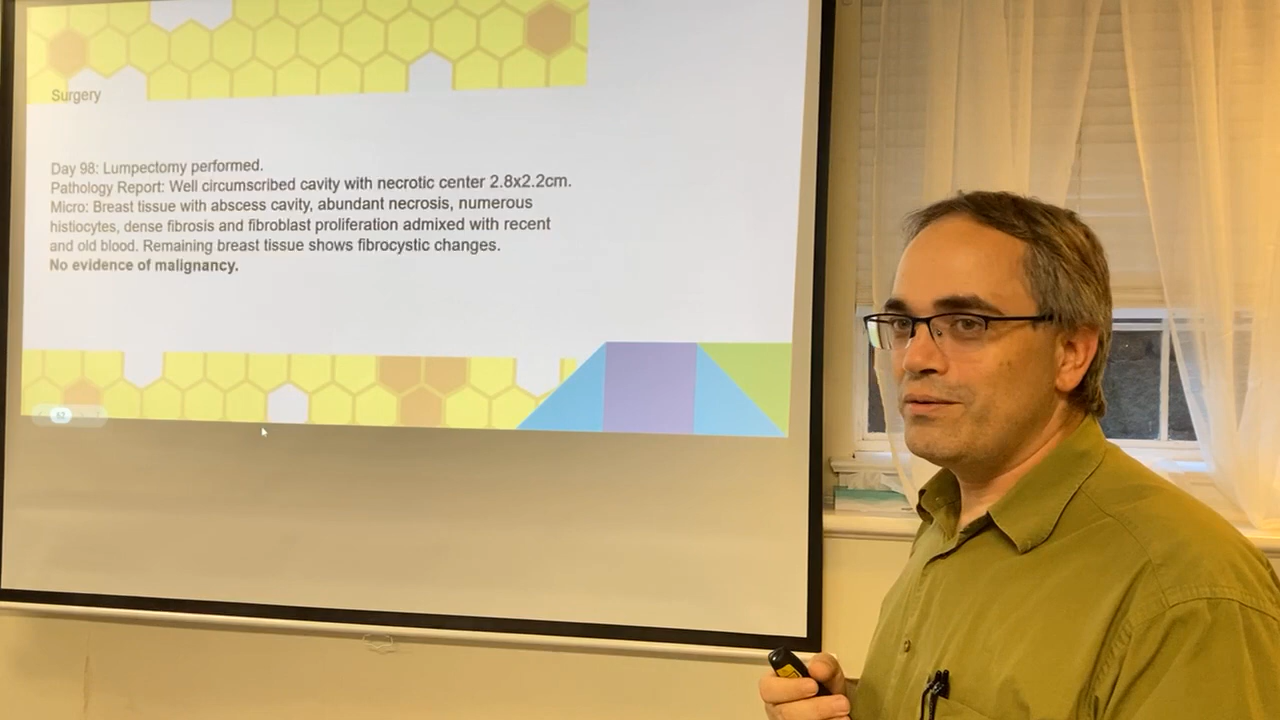 Surgery
Day 98: Lumpectomy performed.
Pathology Report: Well circumscribed cavity with necrotic center 2.8x2.2cm.
Micro: Breast tissue with abscess cavity, abundant necrosis, numerous
histiocytes, dense fibrosis and fibroblast proliferation admixed with recent
and old blood. Remaining breast tissue shows fibrocystic changes.
No evidence of malignancy.